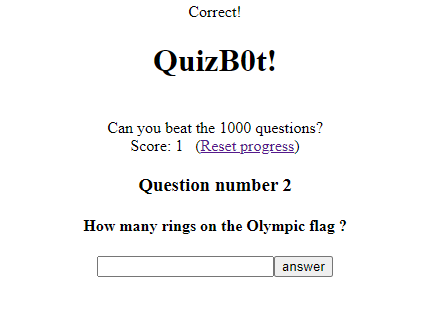 Correct!
QuizB0t!
Can you beat the 1000 questions?
Score: 1 (Reset progress)
Question number 2
How many rings on the Olympic flag ?
answer